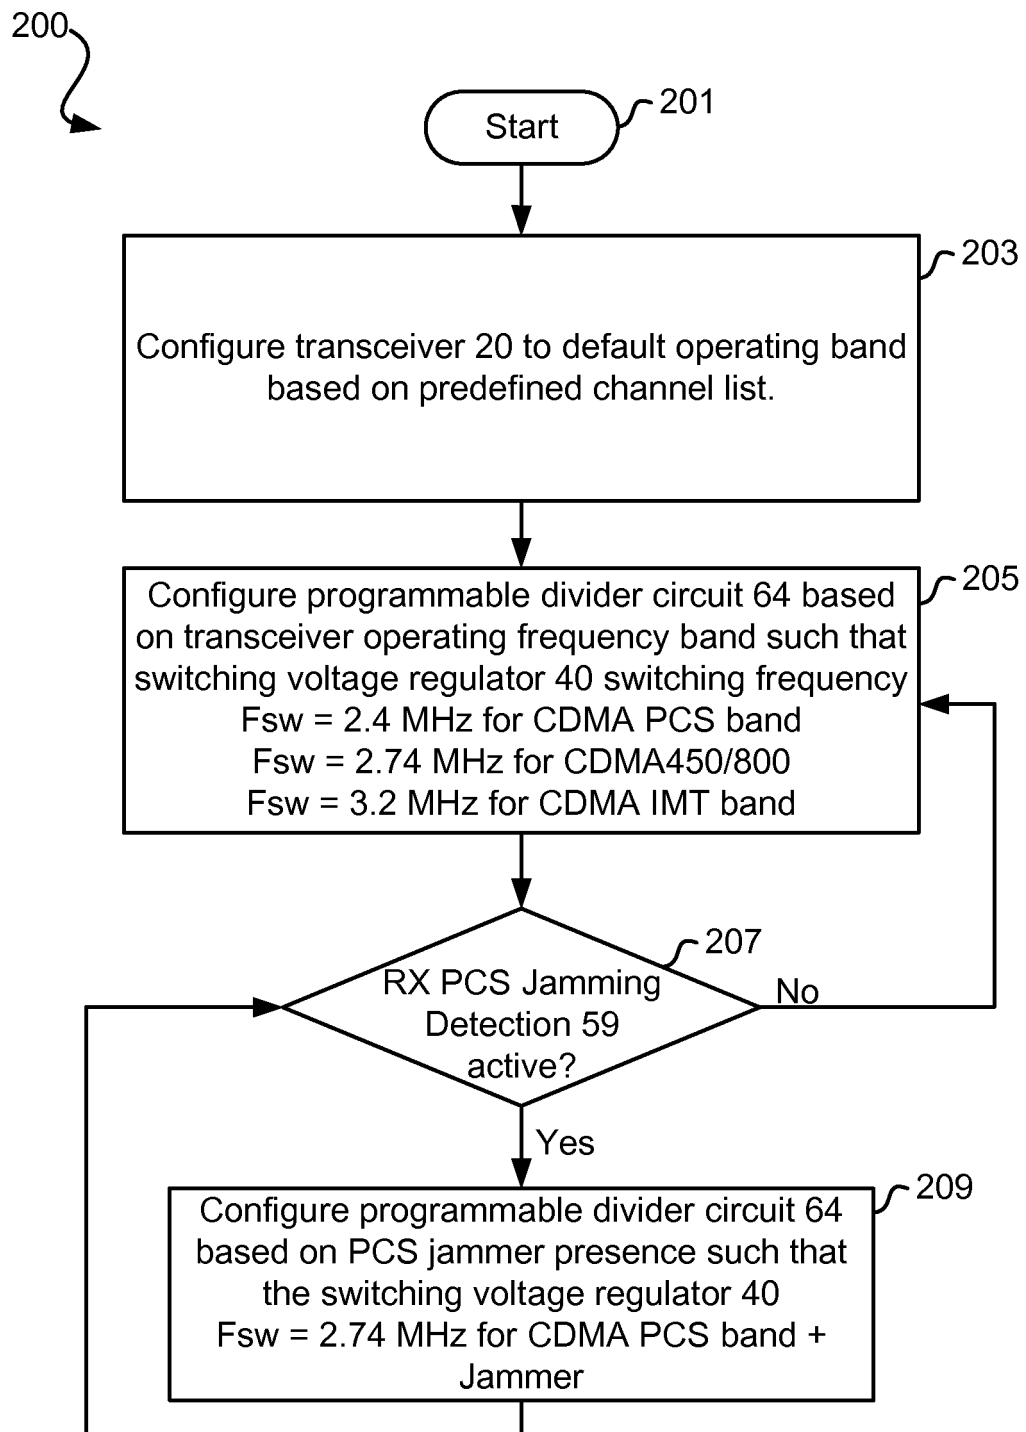 200
Start
201
203
Configure transceiver 20 to default operating band
based on predefined channel list.
205
Configure programmable divider circuit 64 based
on transceiver operating frequency band such that
switching voltage regulator 40 switching frequency
Fsw = 2.4 MHz for CDMA PCS band
Fsw = 2.74 MHz for CDMA450/800
Fsw = 3.2 MHz for CDMA IMT band
207
RX PCS Jamming
Detection 59
active?
No
Yes
209
Configure programmable divider circuit 64
based on PCS jammer presence such that
the switching voltage regulator 40
Fsw = 2.74 MHz for CDMA PCS band +
Jammer